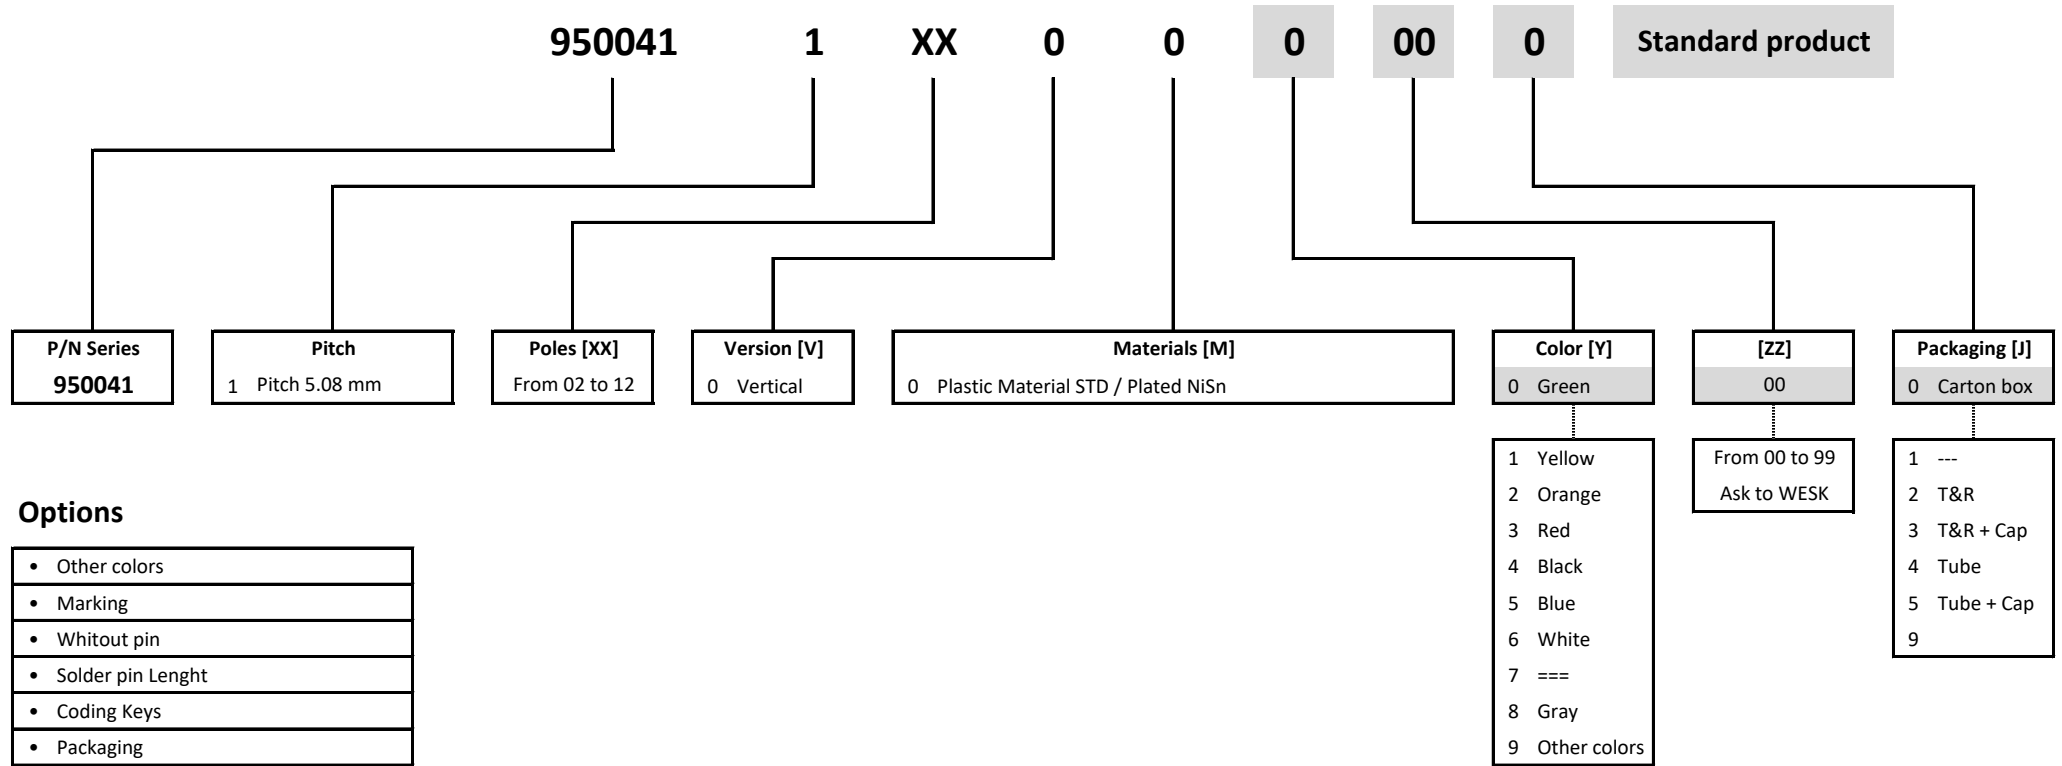 950041 1 XX 0 0 0 00 0 Standard product
P/N Series Pitch Poles [XX] Version [V] Materials [M] Color [Y] [ZZ] Packaging [J]
950041 1 Pitch 5.08 mm From 02 to 12 0 Vertical 0 Plastic Material STD / Plated NiSn 0 Green 00 0 Carton box
1 Yellow
2 Orange
3 Red
4 Black
5 Blue
6 White
7 ===
8 Gray
9 Other colors
From 00 to 99
Ask to WESK
1 ---
2 T&R
3 T&R + Cap
4 Tube
5 Tube + Cap
9
Options
• Other colors
• Marking
• Whitout pin
• Solder pin Lenght
• Coding Keys
• Packaging